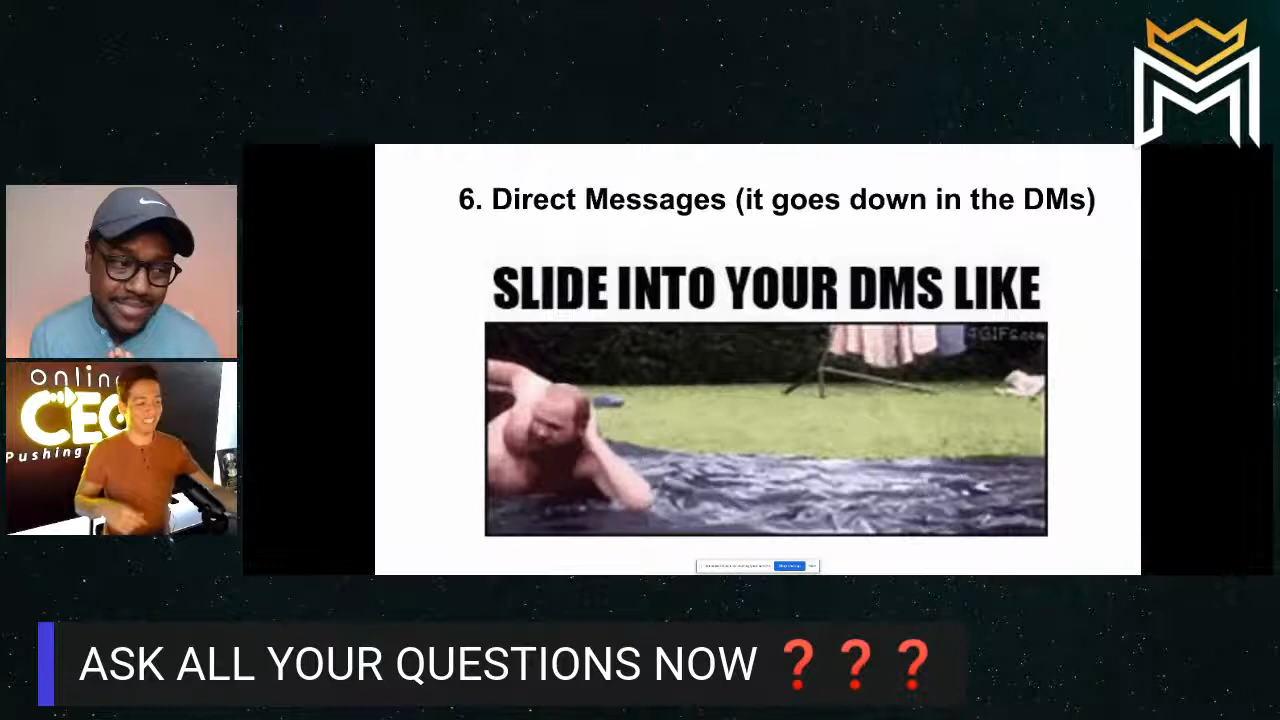 6. Direct Messages (it goes down in the DMs)
SLIDE INTO YOUR DMS LIKE
4GIFs.com
online
CEO
Pushing
ASK ALL YOUR QUESTIONS NOW ❓❓❓